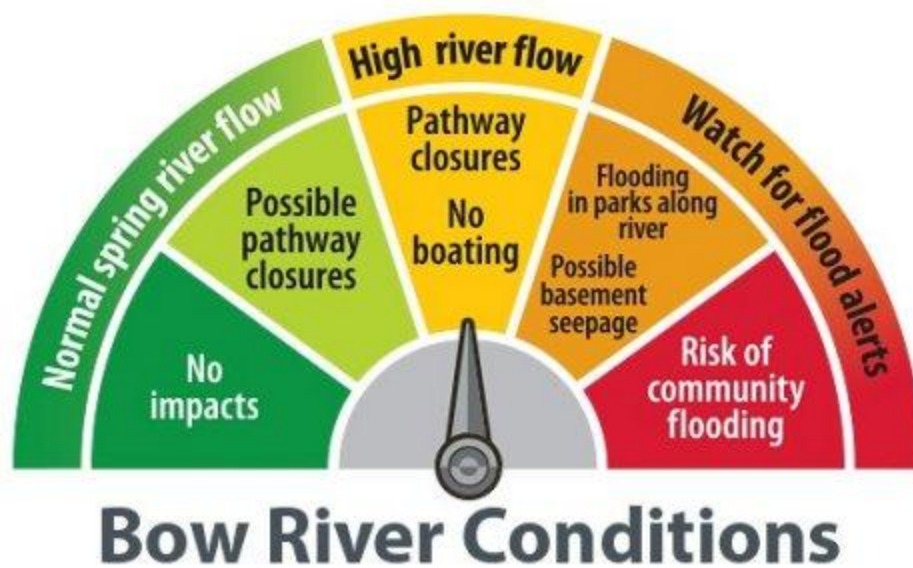 Normal spring river flow
High river flow
Watch for flood alerts
No
impacts
Possible
pathway
closures
Pathway
closures
No
boating
Flooding
in parks along
river
Possible
basement
seepage
Risk of
community
flooding
Bow River Conditions